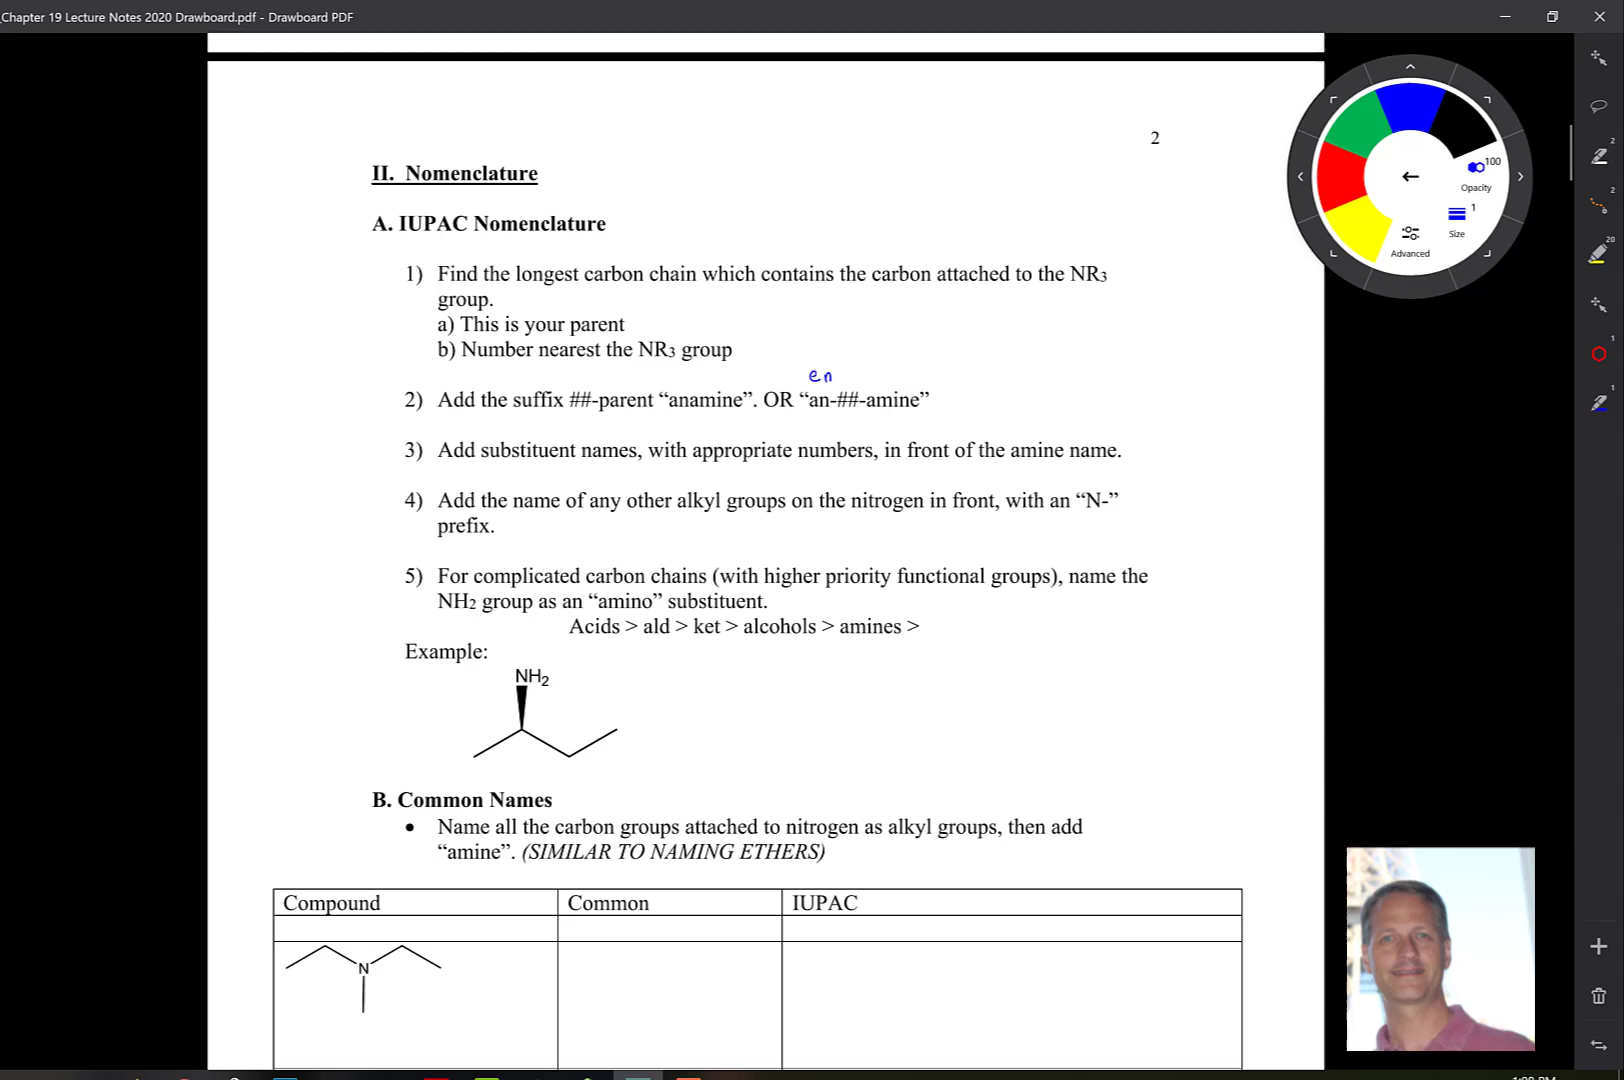 _Chapter 19 Lecture Notes 2020 Drawboard.pdf - Drawboard PDF
2
II. Nomenclature
A. IUPAC Nomenclature
1) Find the longest carbon chain which contains the carbon attached to the NR3
group.
a) This is your parent
b) Number nearest the NR3 group
en
2) Add the suffix ##-parent “anamine”. OR “an-##-amine”
3) Add substituent names, with appropriate numbers, in front of the amine name.
4) Add the name of any other alkyl groups on the nitrogen in front, with an “N-”
prefix.
5) For complicated carbon chains (with higher priority functional groups), name the
NH2 group as an “amino” substituent.
Acids > ald > ket > alcohols > amines >
Example:
NH2
B. Common Names
• Name all the carbon groups attached to nitrogen as alkyl groups, then add
“amine”. (SIMILAR TO NAMING ETHERS)
Compound Common IUPAC
N
100
Opacity
1
Size
Advanced
2
2
20
1
1